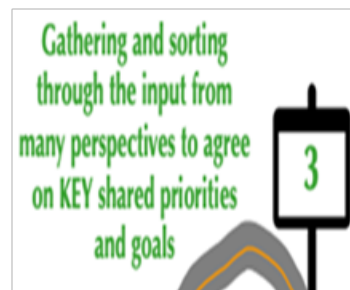 Gathering and sorting
through the input from
many perspectives to agree
on KEY shared priorities
and goals
3